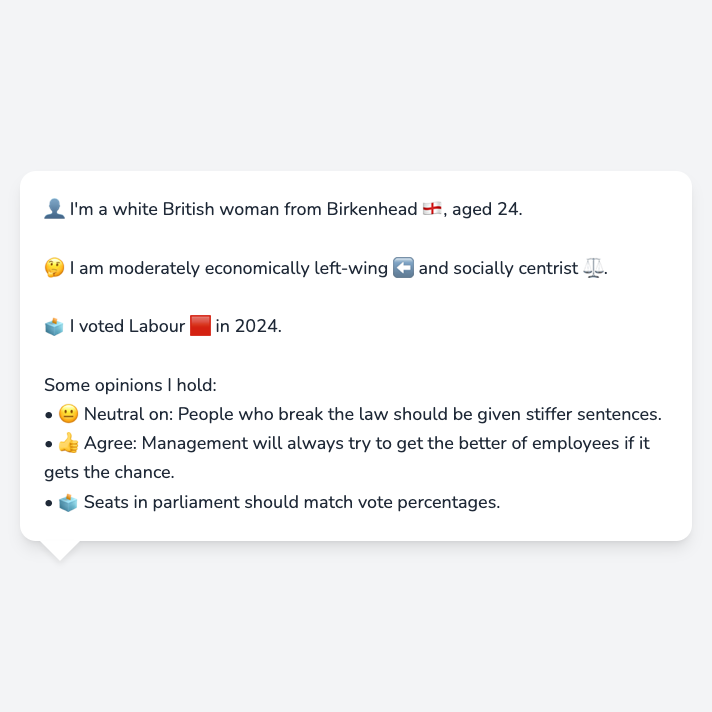 👤 I'm a white British woman from Birkenhead 🏴󠁧󠁢󠁥󠁮󠁧󠁿, aged 24.
🤔 I am moderately economically left-wing ⬅️ and socially centrist ⚖️.
🗳️ I voted Labour 🟥 in 2024.
Some opinions I hold:
• 😐 Neutral on: People who break the law should be given stiffer sentences.
• 👍 Agree: Management will always try to get the better of employees if it
gets the chance.
• 🗳️ Seats in parliament should match vote percentages.